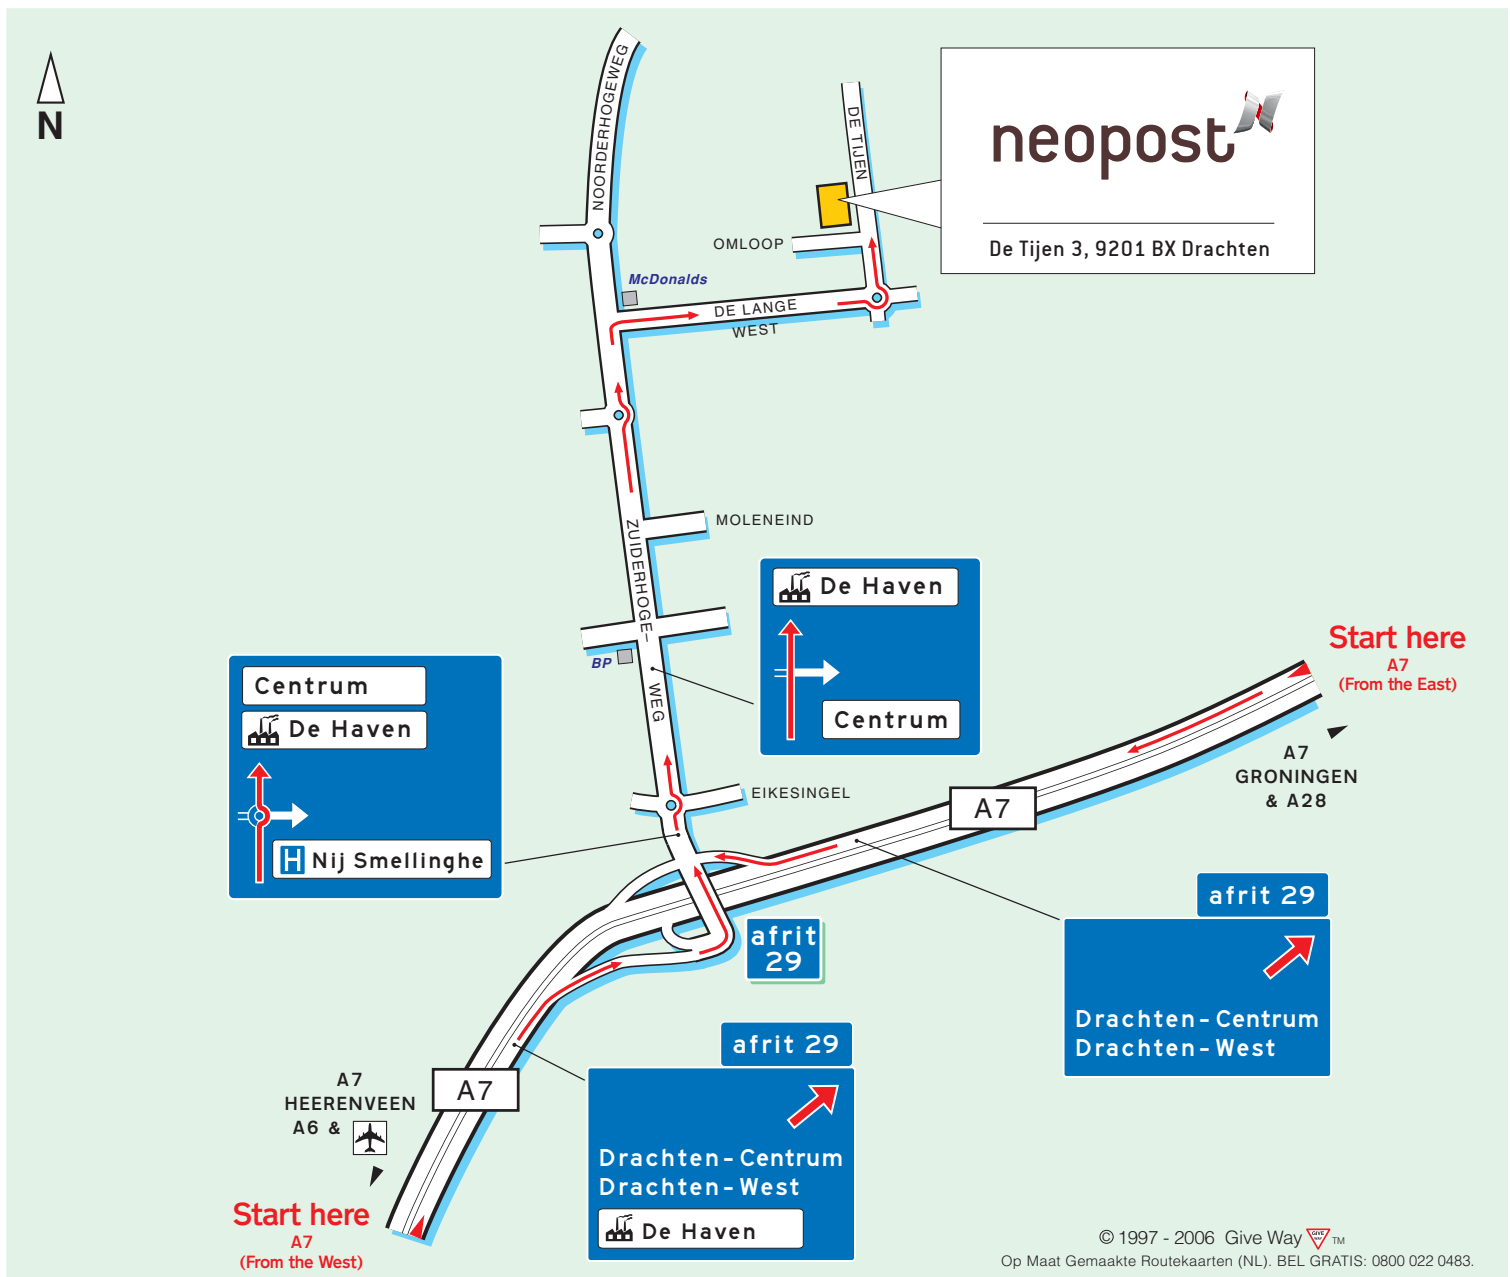 N
NOORDERHOGEWEG
DE TIJEN
neopost
De Tijen 3, 9201 BX Drachten
OMLOOP
McDonalds
DE LANGE
WEST
MOLENEIND
ZUIDERHOGE-
WEG
BP
De Haven
Centrum
Centrum
De Haven
H Nij Smellinghe
EIKESINGEL
Start here
A7
(From the East)
A7
GRONINGEN
& A28
A7
afrit
29
afrit 29
Drachten-Centrum
Drachten-West
afrit 29
Drachten-Centrum
Drachten-West
De Haven
A7
A7
HEERENVEEN
A6 &
Start here
A7
(From the West)
© 1997 - 2006 Give Way GIVE WAY TM
Op Maat Gemaakte Routekaarten (NL). BEL GRATIS: 0800 022 0483.